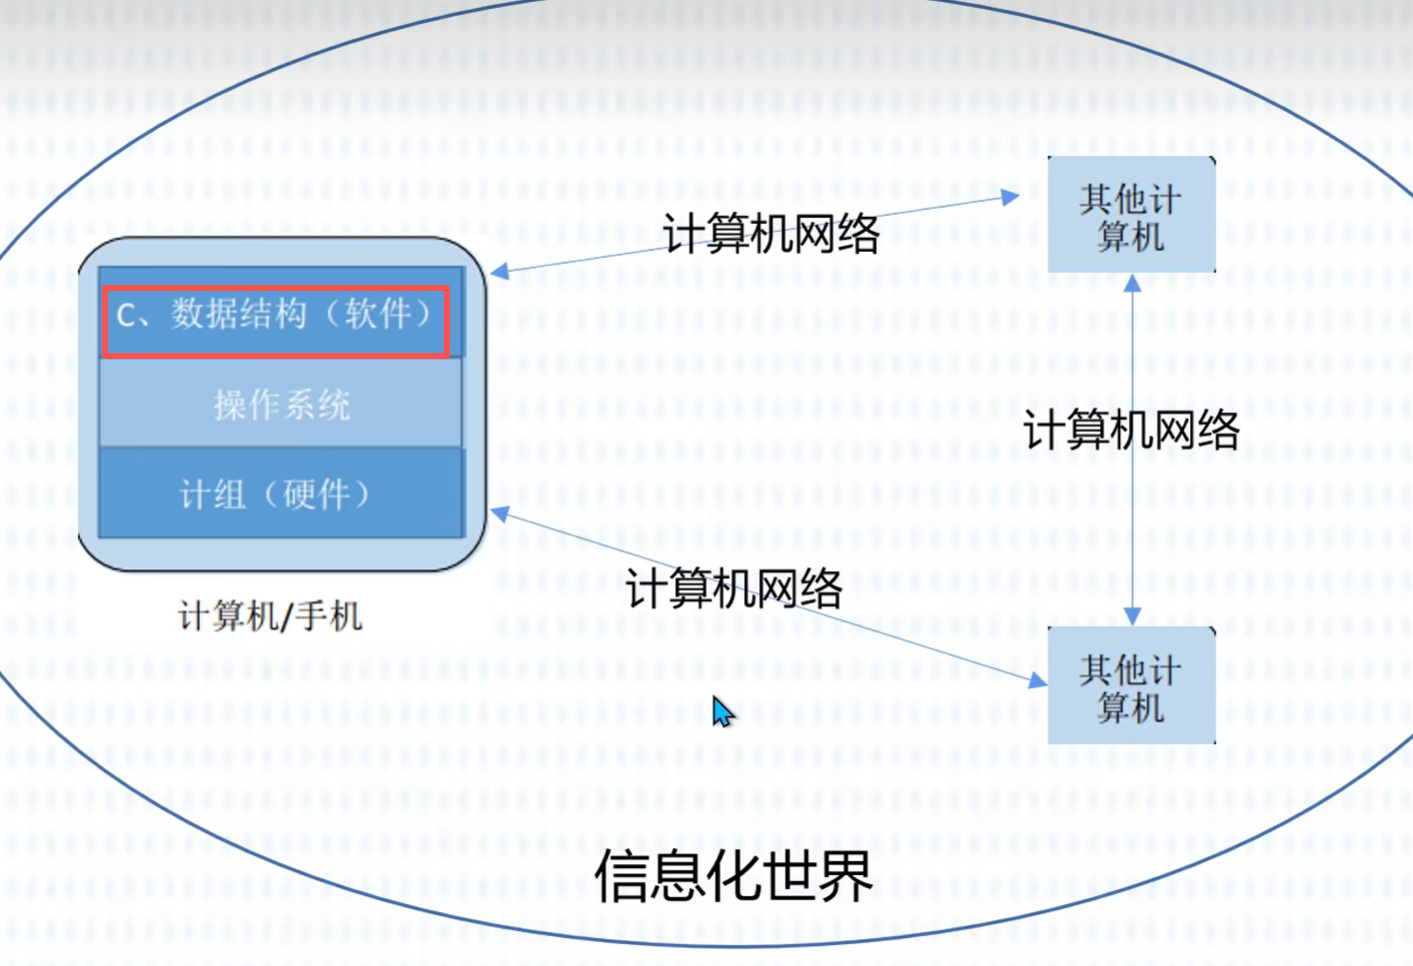 计算机网络
其他计
算机
C、数据结构（软件）
操作系统
计算机网络
计组（硬件）
计算机网络
计算机/手机
其他计
算机
信息化世界